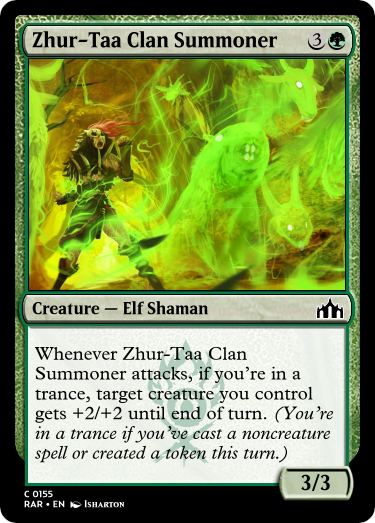 Zhur-Taa Clan Summoner 3
Creature — Elf Shaman
Whenever Zhur-Taa Clan
Summoner attacks, if you're in a
trance, target creature you control
gets +2/+2 until end of turn. (You're
in a trance if you've cast a noncreature
spell or created a token this turn.)
3/3
C 0155
RAR • EN Isharton